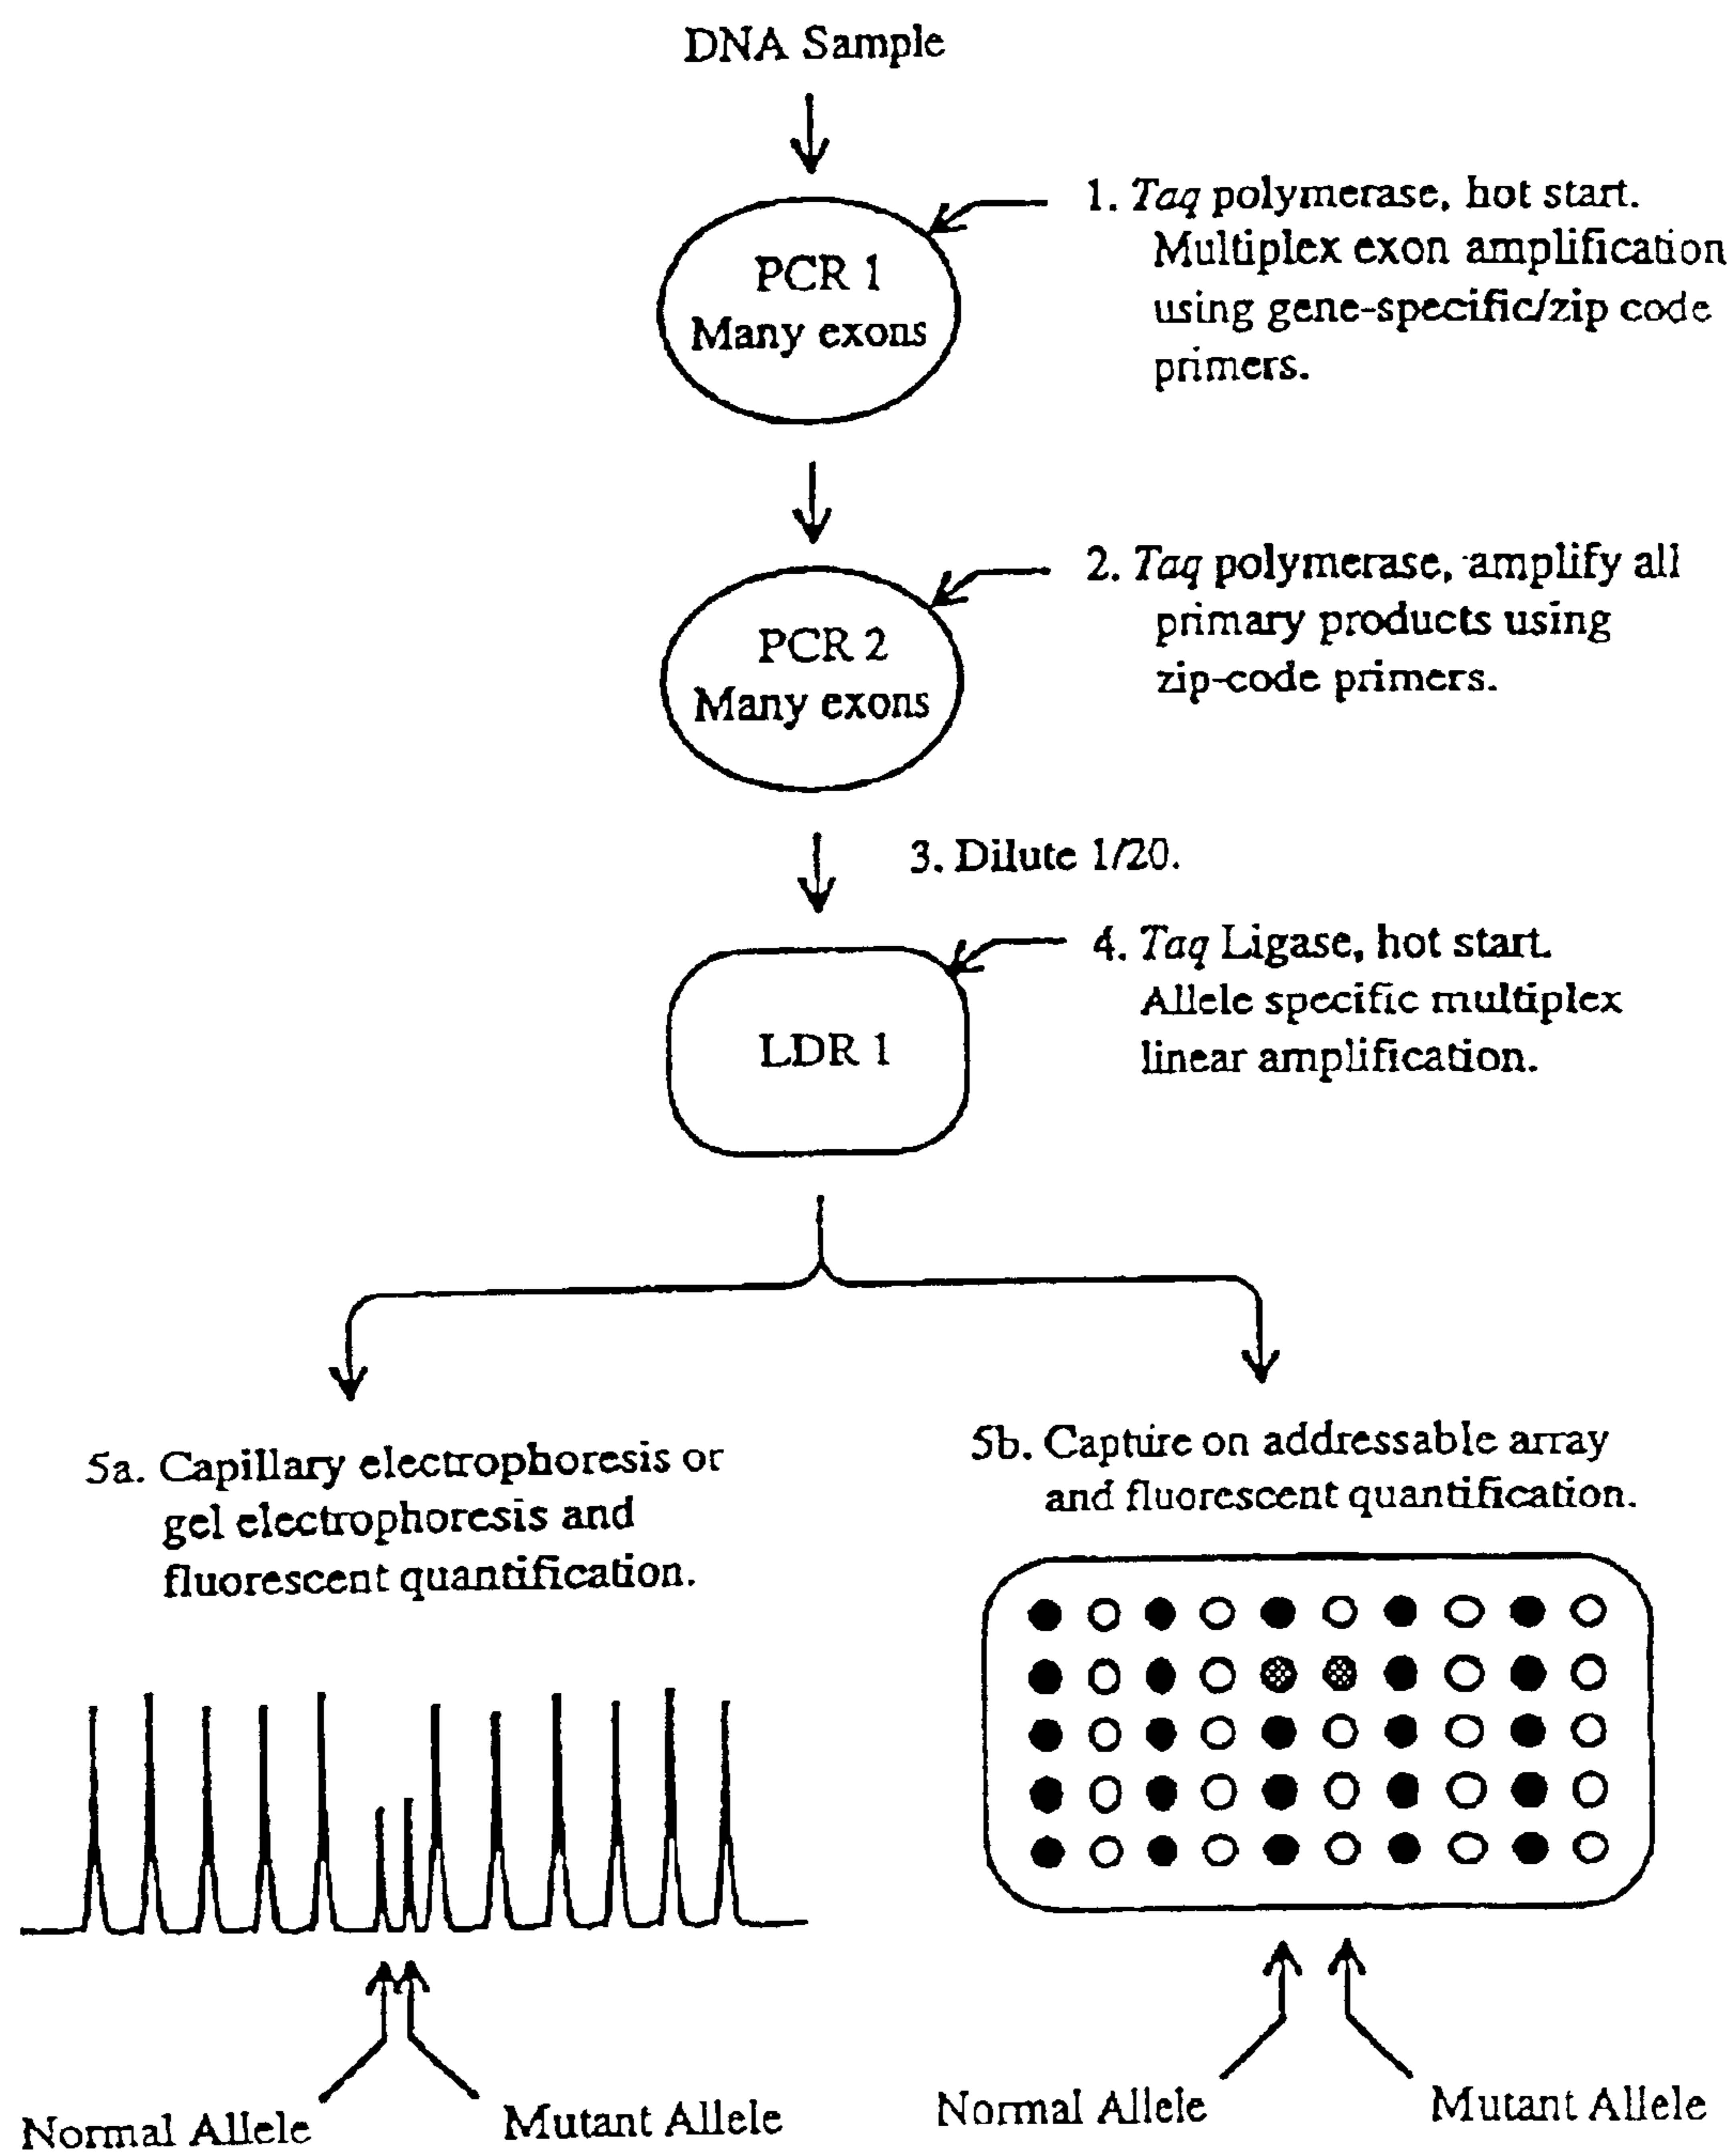 DNA Sample
PCR 1
Many exons
1. Taq polymerase, hot start.
Multiplex exon amplification
using gene-specific/zip code
primers.
PCR 2
Many exons
2. Taq polymerase, amplify all
primary products using
zip-code primers.
3. Dilute 1/20.
LDR 1
4. Taq Ligase, hot start.
Allele specific multiplex
linear amplification.
5a. Capillary electrophoresis or
gel electrophoresis and
fluorescent quantification.
5b. Capture on addressable array
and fluorescent quantification.
Normal Allele
Mutant Allele
Normal Allele
Mutant Allele